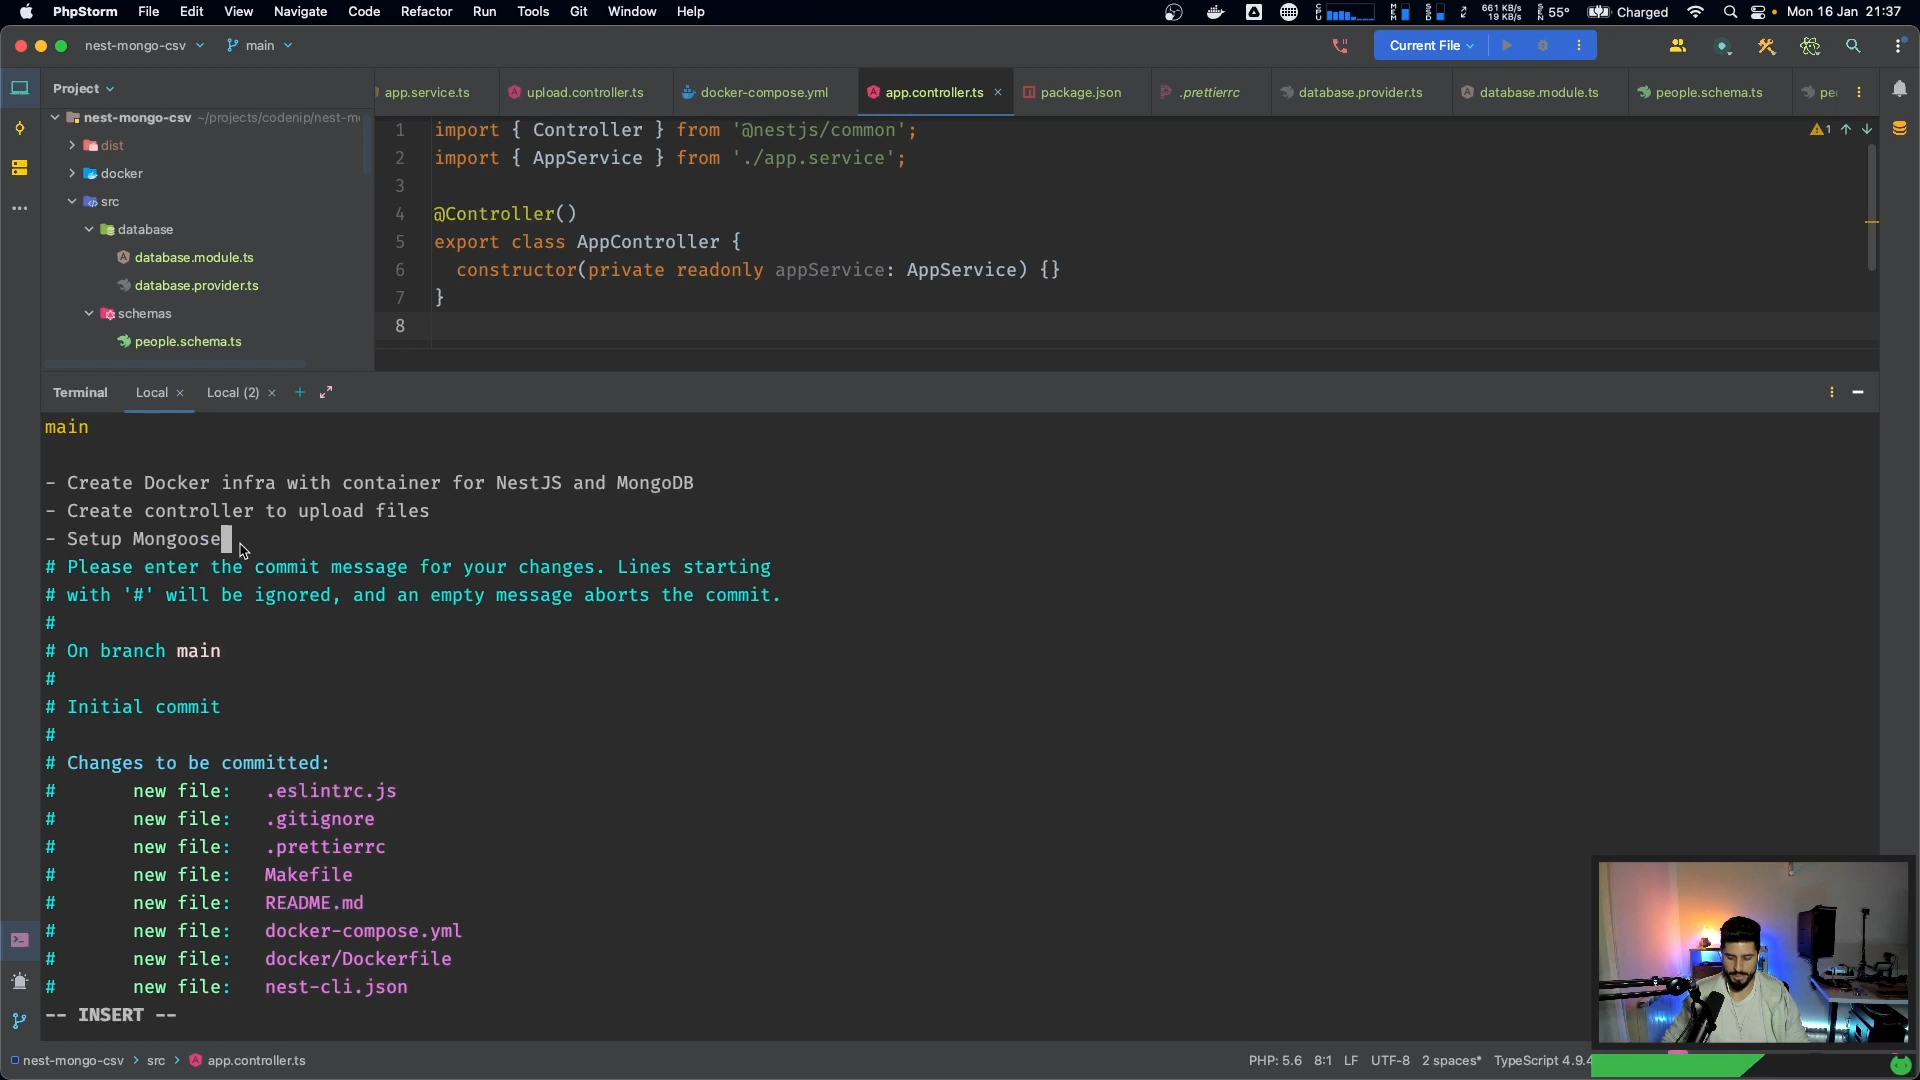 PhpStorm File Edit View Navigate Code Refactor Run Tools Git Window Help
661 KB/s
19 KB/s
55° Charged Mon 16 Jan 21:37
nest-mongo-csv main Current File
Project
app.service.ts upload.controller.ts docker-compose.yml app.controller.ts package.json .prettierrc database.provider.ts database.module.ts people.schema.ts pe
nest-mongo-csv ~/projects/codenip/nest-m
dist
docker
src
database
database.module.ts
database.provider.ts
schemas
people.schema.ts
1 import { Controller } from '@nestjs/common';
2 import { AppService } from './app.service';
3
4 @Controller()
5 export class AppController {
6 constructor(private readonly appService: AppService) {}
7 }
8
1
Terminal Local Local (2)
main
- Create Docker infra with container for NestJS and MongoDB
- Create controller to upload files
- Setup Mongoose
# Please enter the commit message for your changes. Lines starting
# with '#' will be ignored, and an empty message aborts the commit.
#
# On branch main
#
# Initial commit
#
# Changes to be committed:
# new file: .eslintrc.js
# new file: .gitignore
# new file: .prettierrc
# new file: Makefile
# new file: README.md
# new file: docker-compose.yml
# new file: docker/Dockerfile
# new file: nest-cli.json
-- INSERT --
nest-mongo-csv src app.controller.ts PHP: 5.6 8:1 LF UTF-8 2 spaces* TypeScript 4.9.4